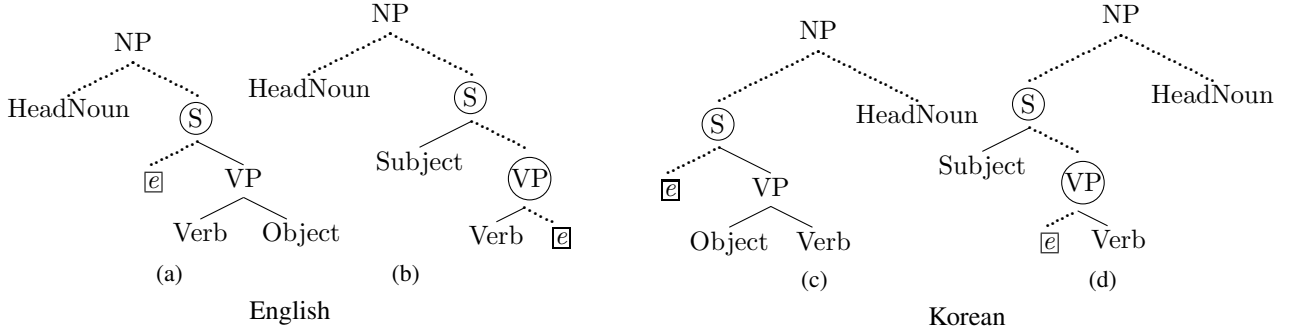 NP
HeadNoun
S
e
VP
Verb
Object
(a)
NP
HeadNoun
S
Subject
VP
Verb
e
(b)
English
NP
S
HeadNoun
e
VP
Object
Verb
(c)
NP
S
HeadNoun
Subject
VP
e
Verb
(d)
Korean